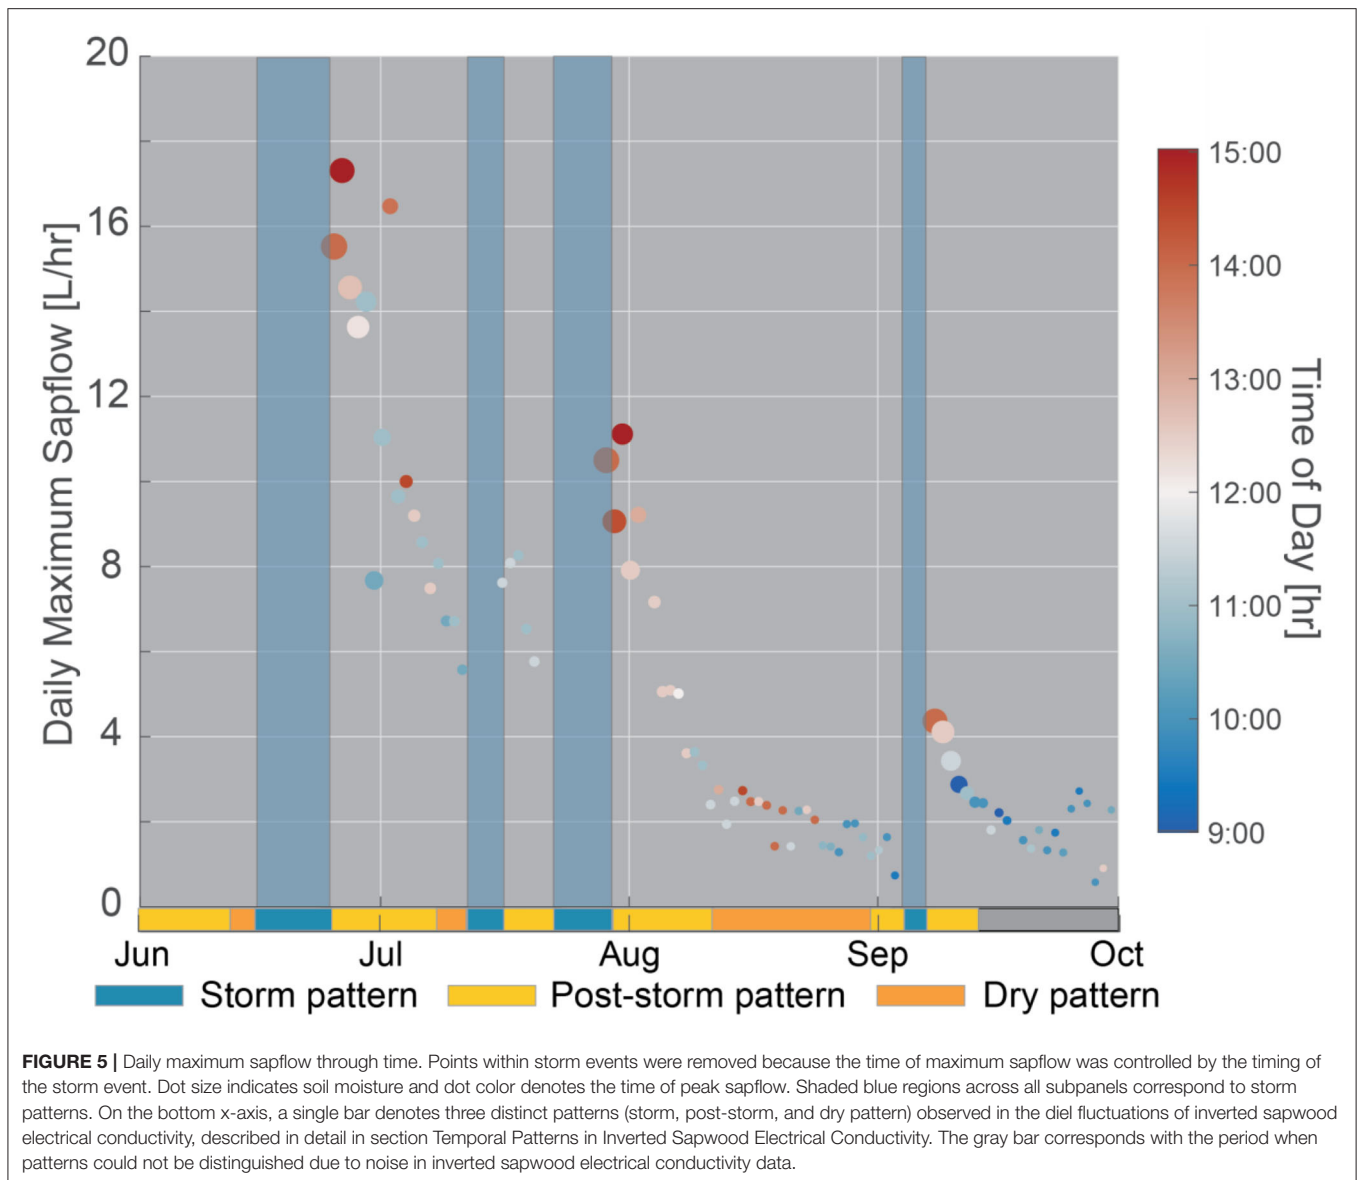 20
16
12
8
4
0
Daily Maximum Sapflow [L/hr]
Jun Jul Aug Sep Oct
15:00
14:00
13:00
12:00
11:00
10:00
9:00
Time of Day [hr]
Storm pattern Post-storm pattern Dry pattern
FIGURE 5 | Daily maximum sapflow through time. Points within storm events were removed because the time of maximum sapflow was controlled by the timing of
the storm event. Dot size indicates soil moisture and dot color denotes the time of peak sapflow. Shaded blue regions across all subpanels correspond to storm
patterns. On the bottom x-axis, a single bar denotes three distinct patterns (storm, post-storm, and dry pattern) observed in the diel fluctuations of inverted sapwood
electrical conductivity, described in detail in section Temporal Patterns in Inverted Sapwood Electrical Conductivity. The gray bar corresponds with the period when
patterns could not be distinguished due to noise in inverted sapwood electrical conductivity data.